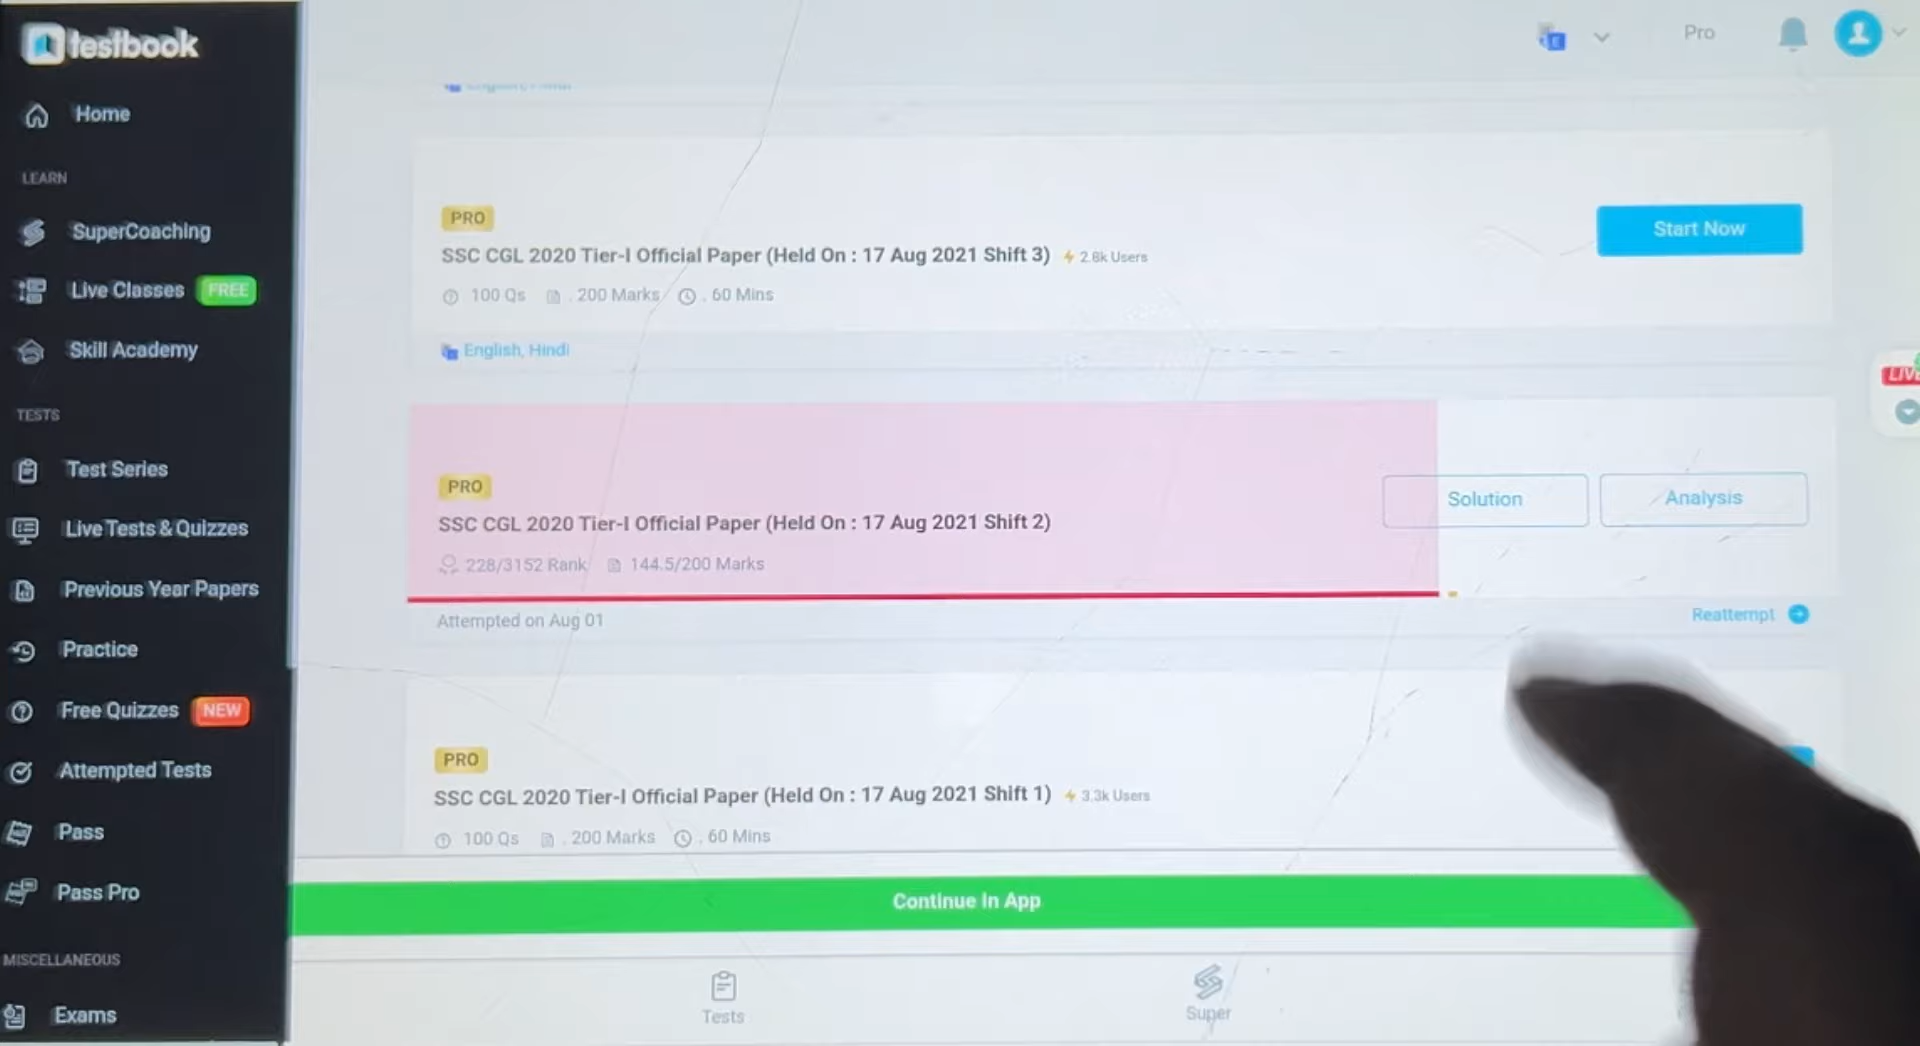 testbook
Pro
Home
LEARN
English, Hindi
SuperCoaching
Live Classes FREE
Skill Academy
TESTS
Test Series
Live Tests & Quizzes
Previous Year Papers
Practice
Free Quizzes NEW
Attempted Tests
Pass
Pass Pro
MISCELLANEOUS
Exams
PRO
SSC CGL 2020 Tier-I Official Paper (Held On : 17 Aug 2021 Shift 3) 2.8k Users
Start Now
100 Qs . 200 Marks . 60 Mins
English, Hindi
LIVE
PRO
SSC CGL 2020 Tier-I Official Paper (Held On : 17 Aug 2021 Shift 2)
Solution
Analysis
228/3152 Rank 144.5/200 Marks
Attempted on Aug 01
Reattempt
PRO
SSC CGL 2020 Tier-I Official Paper (Held On : 17 Aug 2021 Shift 1) 3.3k Users
100 Qs . 200 Marks . 60 Mins
Continue In App
Tests
Super